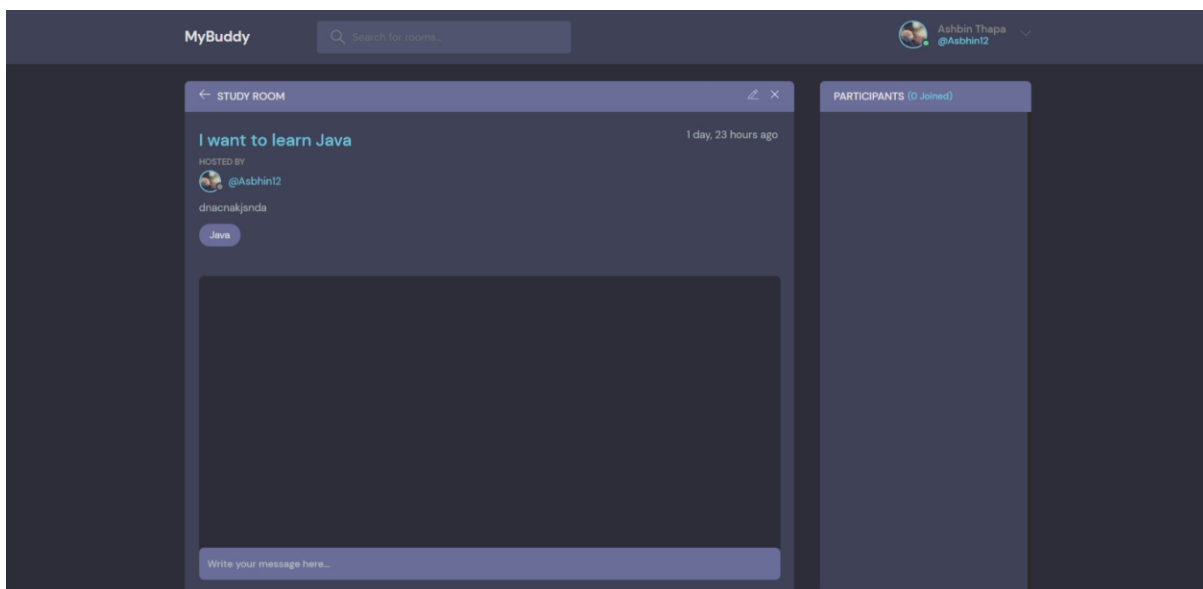 MyBuddy
Search for rooms...
Ashbin Thapa
@Asbhin12
STUDY ROOM
I want to learn Java
1 day, 23 hours ago
HOSTED BY
@Asbhin12
dnacnakjsnda
Java
Write your message here...
PARTICIPANTS (0 Joined)